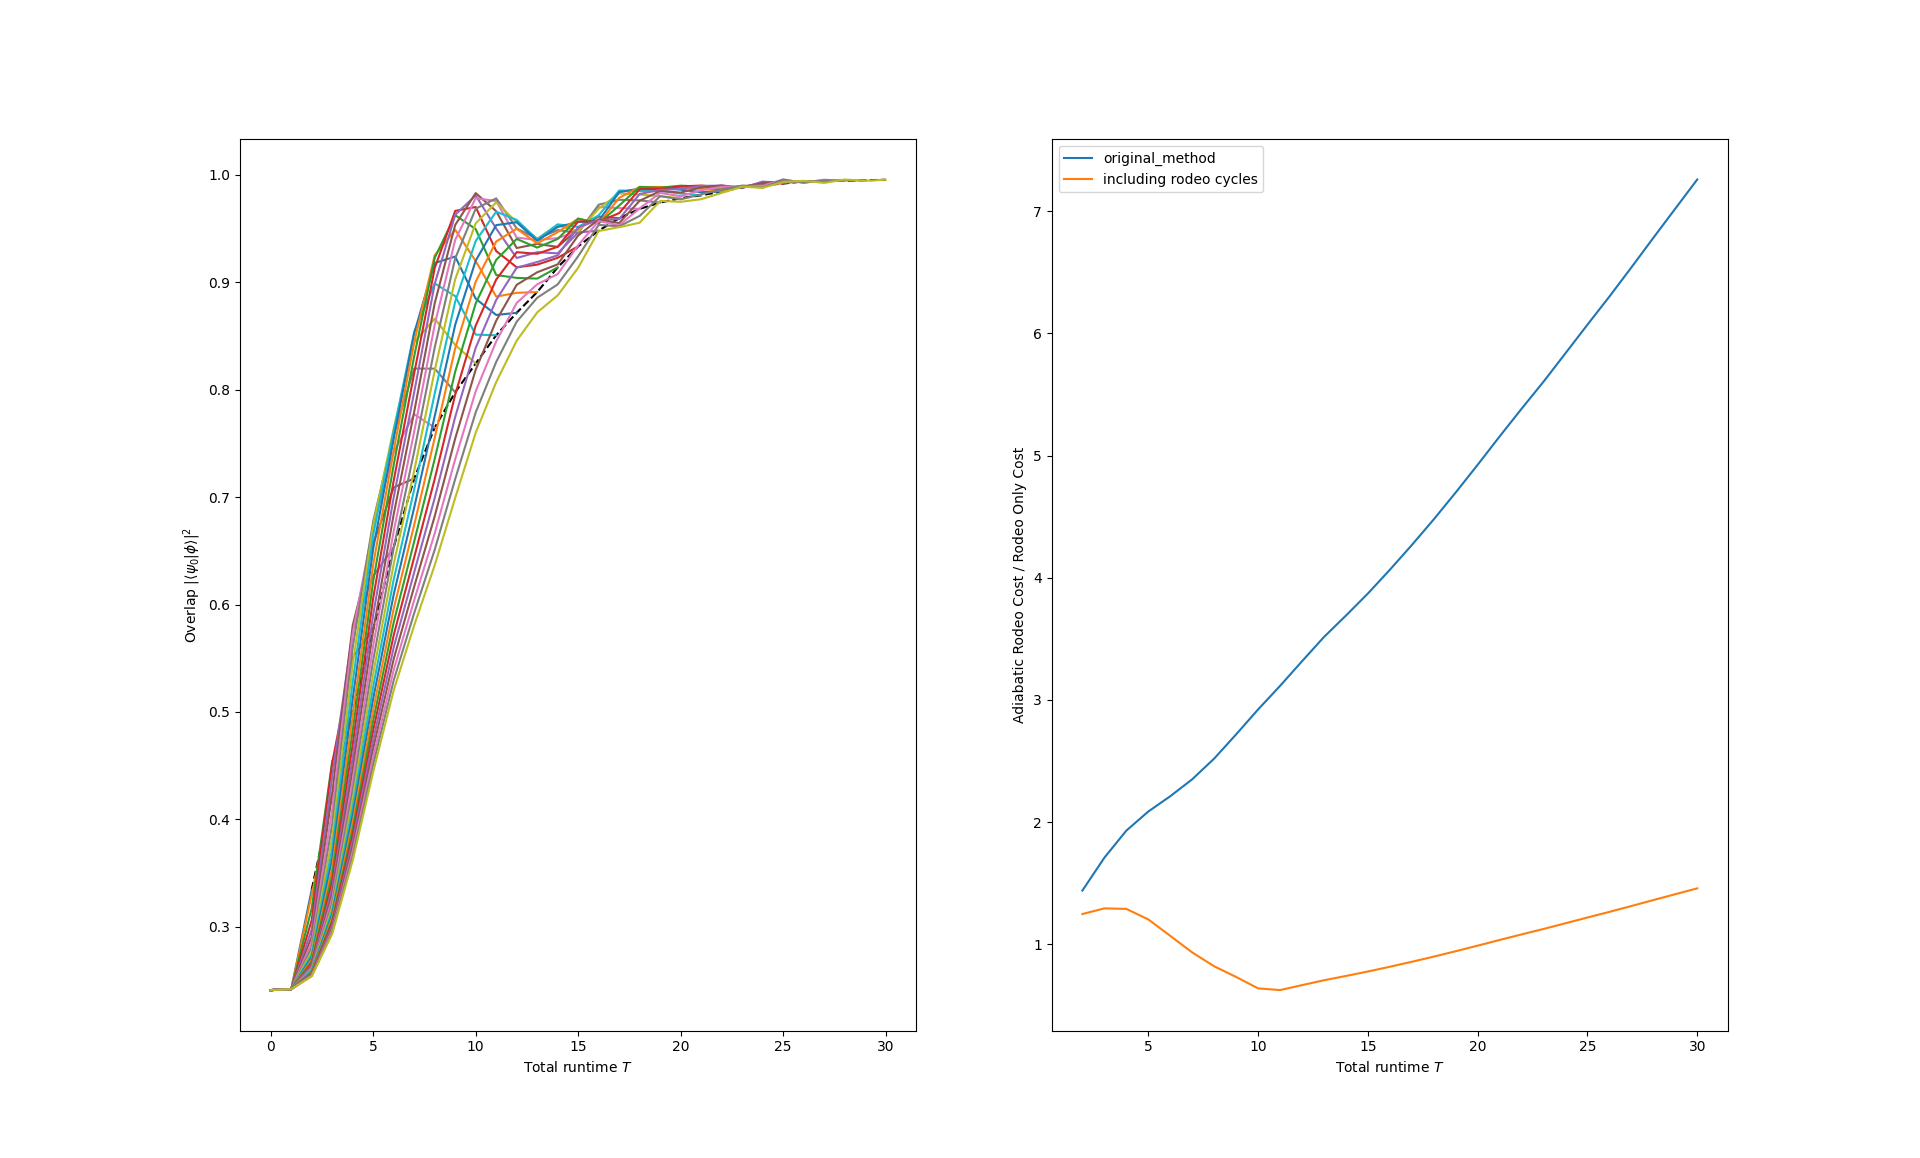 1.0
0.9
0.8
0.7
0.6
0.5
0.4
0.3
Overlap |⟨ψ₀|ϕ⟩|²
0 5 10 15 20 25 30
Total runtime T
original_method
including rodeo cycles
7
6
5
4
3
2
1
Adiabatic Rodeo Cost / Rodeo Only Cost
5 10 15 20 25 30
Total runtime T